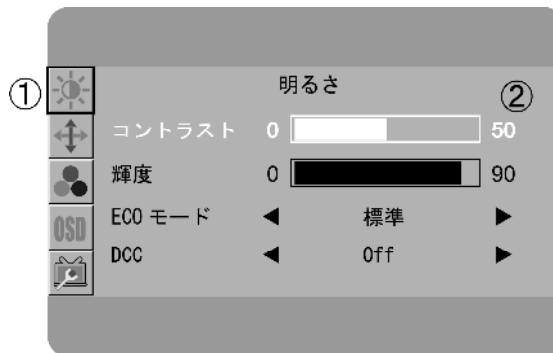 明るさ
① ②
コントラスト 0 50
輝度 0 90
ECO モード ◀ 標準 ▶
OSD
DCC ◀ Off ▶